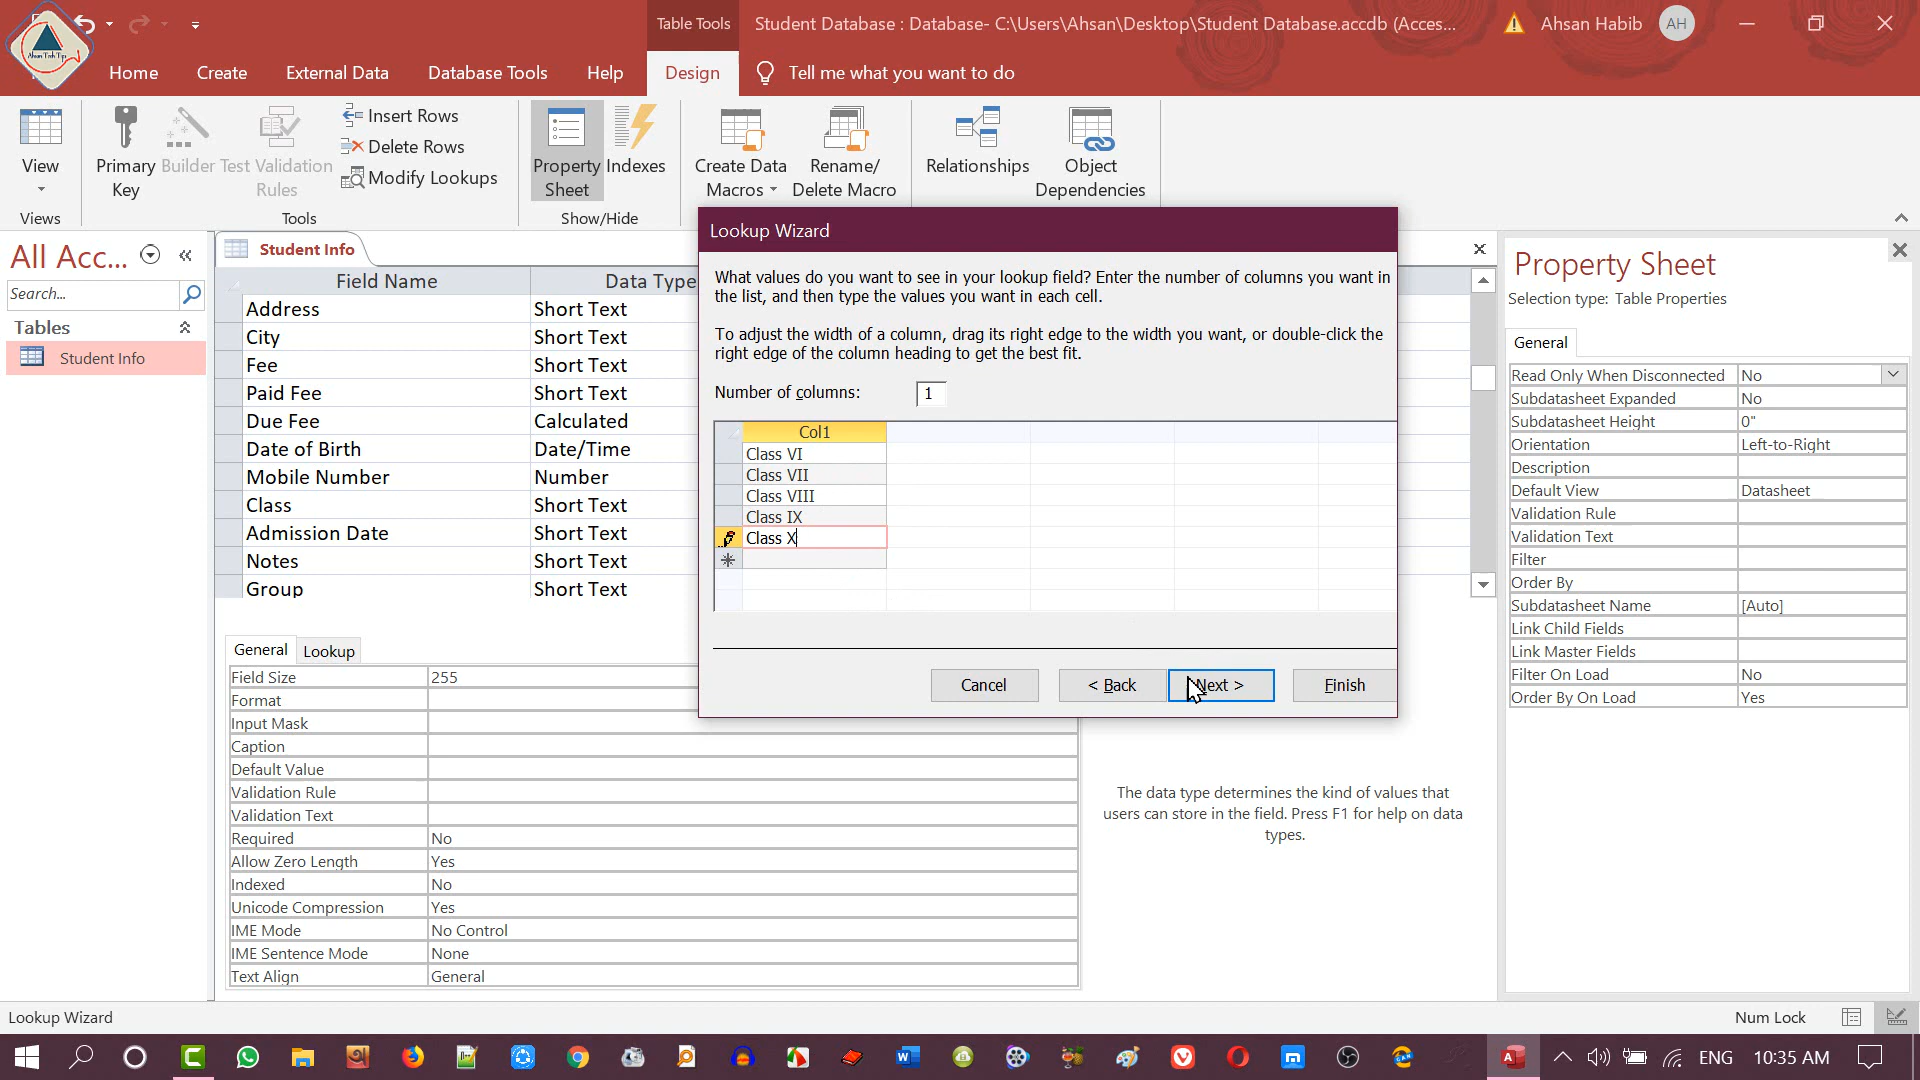 Table Tools
Student Database : Database- C:\Users\Ahsan\Desktop\Student Database.accdb (Acces...
Ahsan Habib
AH
Ahsan Tech Tips
Home
Create
External Data
Database Tools
Help
Design
Tell me what you want to do
View
Primary Key
Builder
Test Validation Rules
Insert Rows
Delete Rows
Modify Lookups
Property Sheet
Indexes
Create Data Macros
Rename/ Delete Macro
Relationships
Object Dependencies
Views
Tools
Show/Hide
All Acc...
Search...
Tables
Student Info
Student Info
Field Name
Data Type
Address
Short Text
City
Short Text
Fee
Short Text
Paid Fee
Short Text
Due Fee
Calculated
Date of Birth
Date/Time
Mobile Number
Number
Class
Short Text
Admission Date
Short Text
Notes
Short Text
Group
Short Text
Lookup Wizard
What values do you want to see in your lookup field? Enter the number of columns you want in
the list, and then type the values you want in each cell.
To adjust the width of a column, drag its right edge to the width you want, or double-click the
right edge of the column heading to get the best fit.
Number of columns:
1
Col1
Class VI
Class VII
Class VIII
Class IX
Class X
Cancel
< Back
Next >
Finish
General
Lookup
Field Size
255
Format
Input Mask
Caption
Default Value
Validation Rule
Validation Text
Required
No
Allow Zero Length
Yes
Indexed
No
Unicode Compression
Yes
IME Mode
No Control
IME Sentence Mode
None
Text Align
General
The data type determines the kind of values that
users can store in the field. Press F1 for help on data
types.
Property Sheet
Selection type: Table Properties
General
Read Only When Disconnected
No
Subdatasheet Expanded
No
Subdatasheet Height
0"
Orientation
Left-to-Right
Description
Default View
Datasheet
Validation Rule
Validation Text
Filter
Order By
Subdatasheet Name
[Auto]
Link Child Fields
Link Master Fields
Filter On Load
No
Order By On Load
Yes
Lookup Wizard
Num Lock
ENG
10:35 AM